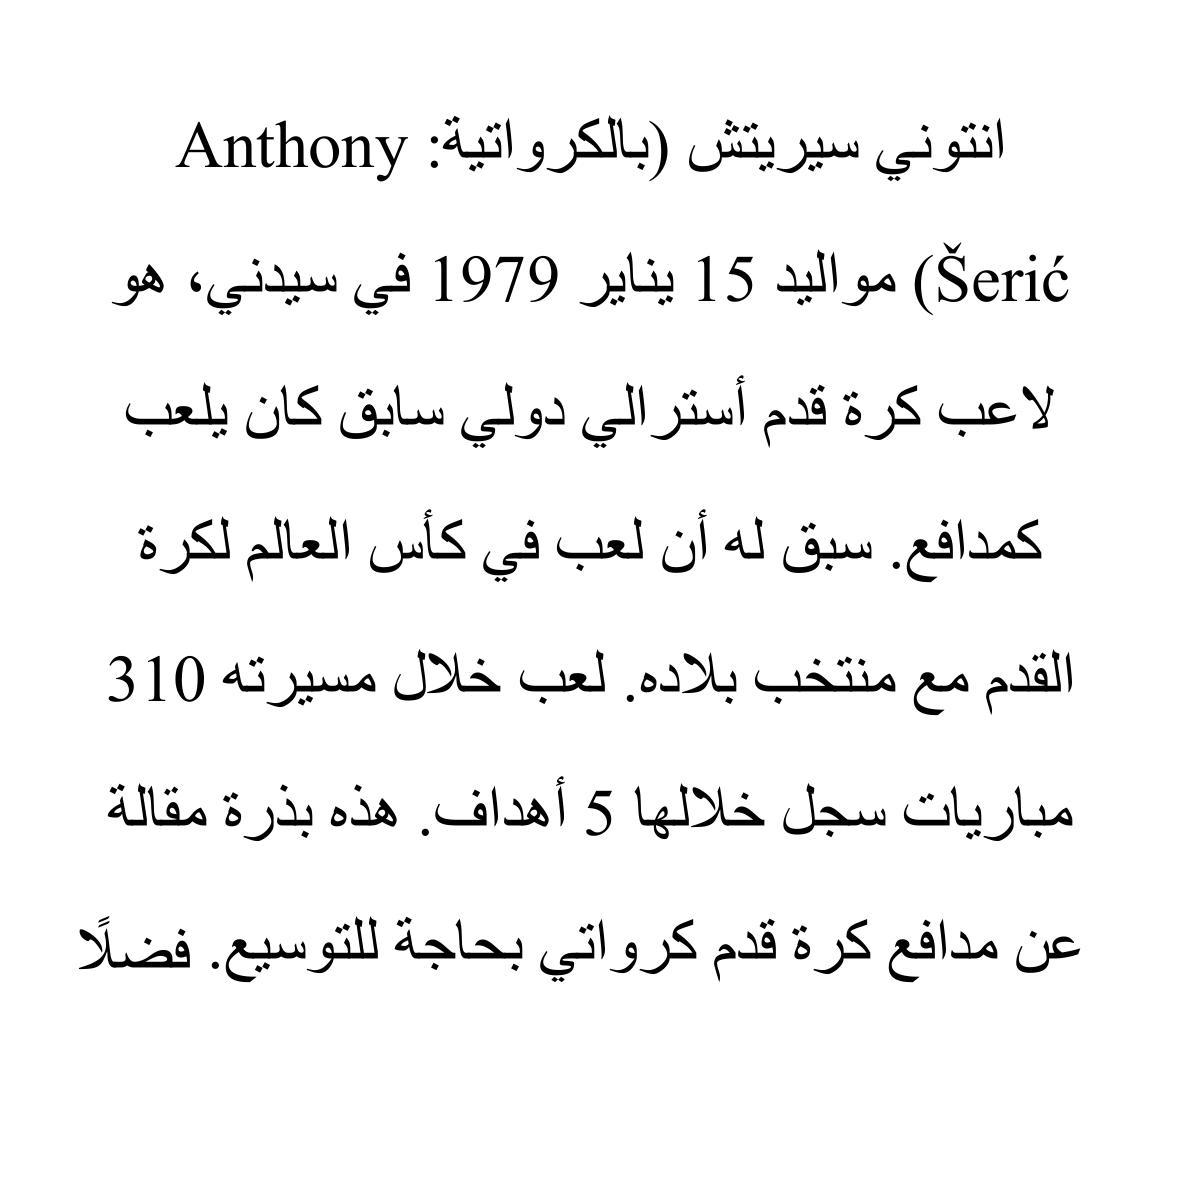 انتوني سيريتش (بالكرواتية: Anthony
Šerić) مواليد 15 يناير 1979 في سيدني، هو
لاعب كرة قدم أسترالي دولي سابق كان يلعب
كمدافع. سبق له أن لعب في كأس العالم لكرة
القدم مع منتخب بلاده. لعب خلال مسيرته 310
مباريات سجل خلالها 5 أهداف. هذه بذرة مقالة
عن مدافع كرة قدم كرواتي بحاجة للتوسيع. فضلًا